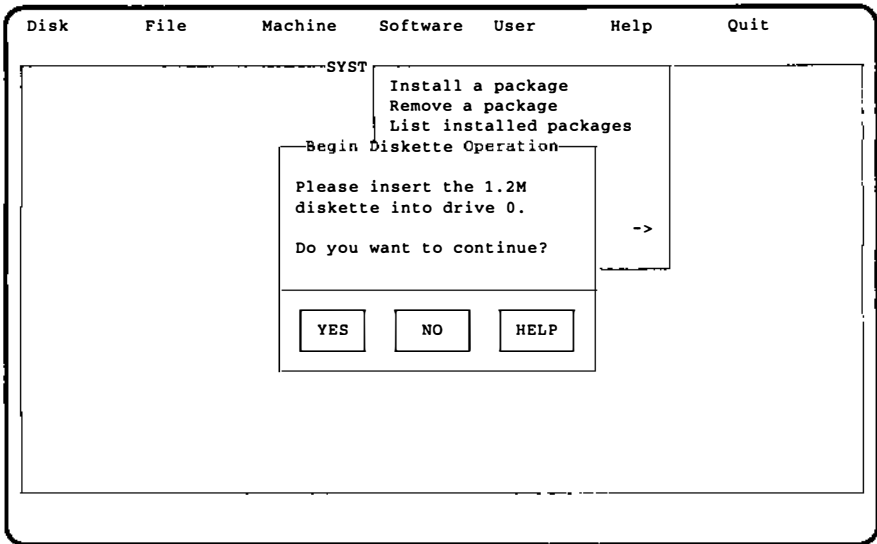 Disk File Machine Software User Help Quit
SYST
Install a package
Remove a package
List installed packages
Begin Diskette Operation
Please insert the 1.2M
diskette into drive 0.
->
Do you want to continue?
YES NO HELP